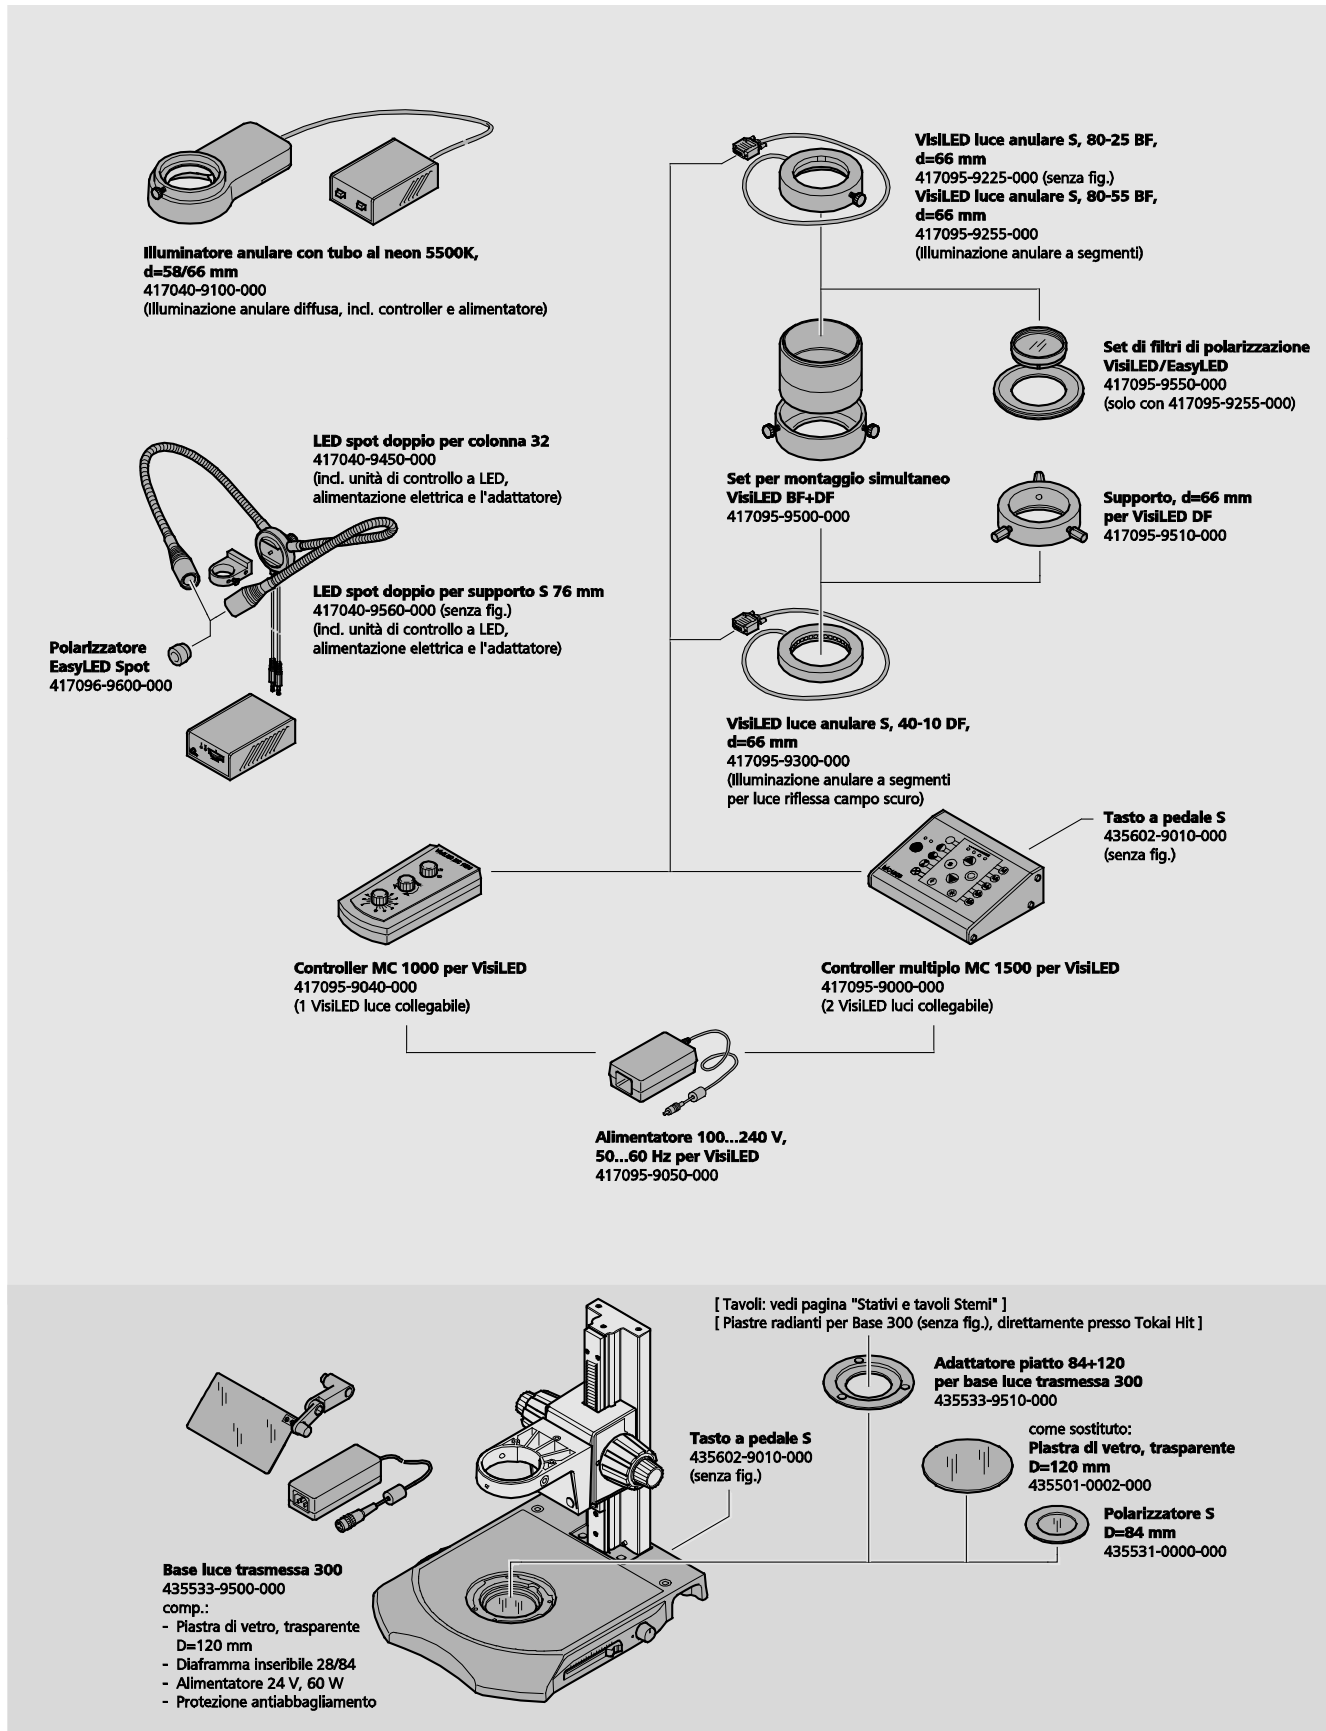 VisiLED luce anulare S, 80-25 BF,
d=66 mm
417095-9225-000 (senza fig.)
VisiLED luce anulare S, 80-55 BF,
d=66 mm
417095-9255-000
(Illuminazione anulare a segmenti)
Illuminatore anulare con tubo al neon 5500K,
d=58/66 mm
417040-9100-000
(Illuminazione anulare diffusa, incl. controller e alimentatore)
Set di filtri di polarizzazione
VisiLED/EasyLED
417095-9550-000
(solo con 417095-9255-000)
LED spot doppio per colonna 32
417040-9450-000
(incl. unità di controllo a LED,
alimentazione elettrica e l'adattatore)
Set per montaggio simultaneo
VisiLED BF+DF
417095-9500-000
Supporto, d=66 mm
per VisiLED DF
417095-9510-000
LED spot doppio per supporto S 76 mm
417040-9560-000 (senza fig.)
(incl. unità di controllo a LED,
alimentazione elettrica e l'adattatore)
Polarizzatore
EasyLED Spot
417096-9600-000
VisiLED luce anulare S, 40-10 DF,
d=66 mm
417095-9300-000
(Illuminazione anulare a segmenti
per luce riflessa campo scuro)
Tasto a pedale S
435602-9010-000
(senza fig.)
Controller MC 1000 per VisiLED
417095-9040-000
(1 VisiLED luce collegabile)
Controller multiplo MC 1500 per VisiLED
417095-9000-000
(2 VisiLED luci collegabile)
Alimentatore 100...240 V,
50...60 Hz per VisiLED
417095-9050-000
[ Tavoli: vedi pagina "Stativi e tavoli Stemi" ]
[ Piastre radianti per Base 300 (senza fig.), direttamente presso Tokai Hit ]
Adattatore piatto 84+120
per base luce trasmessa 300
435533-9510-000
come sostituto:
Piastra di vetro, trasparente
D=120 mm
435501-0002-000
Tasto a pedale S
435602-9010-000
(senza fig.)
Polarizzatore S
D=84 mm
435531-0000-000
Base luce trasmessa 300
435533-9500-000
comp.:
- Piastra di vetro, trasparente
D=120 mm
- Diaframma inseribile 28/84
- Alimentatore 24 V, 60 W
- Protezione antiabbagliamento